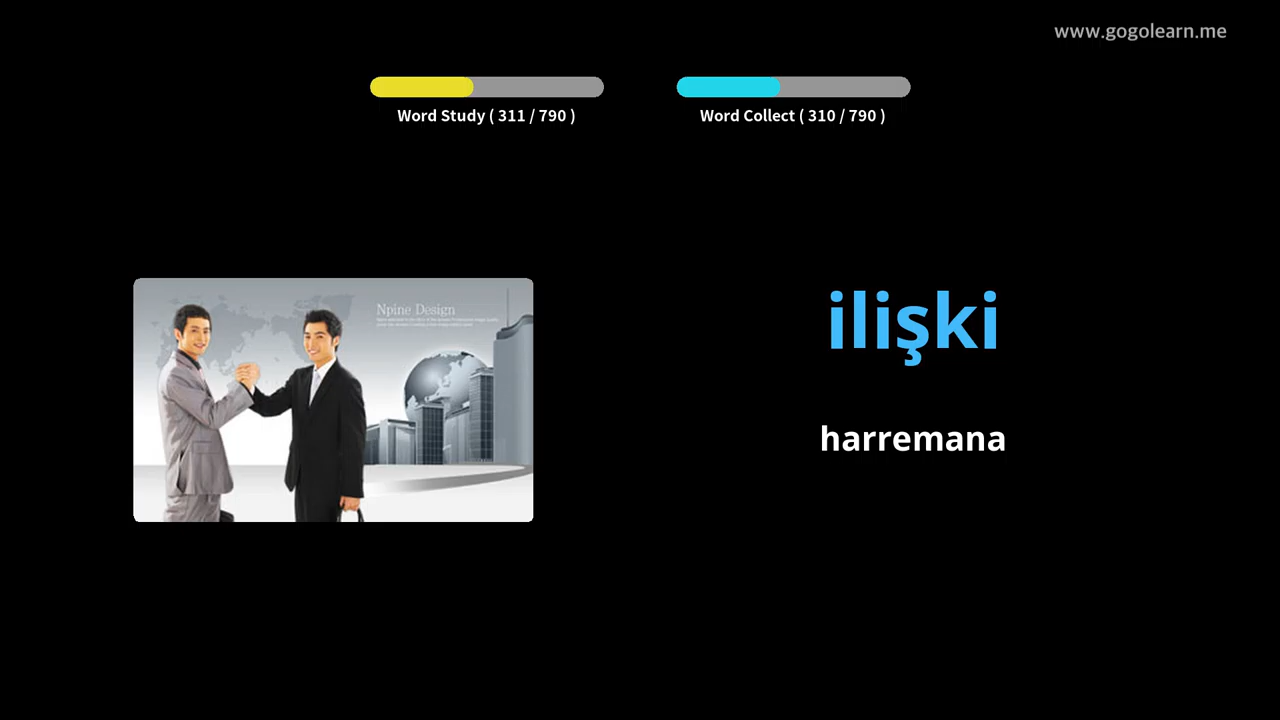 www.gogolearn.me
Word Study ( 311 / 790 )
Word Collect ( 310 / 790 )
Npine Design
ilişki
harremana